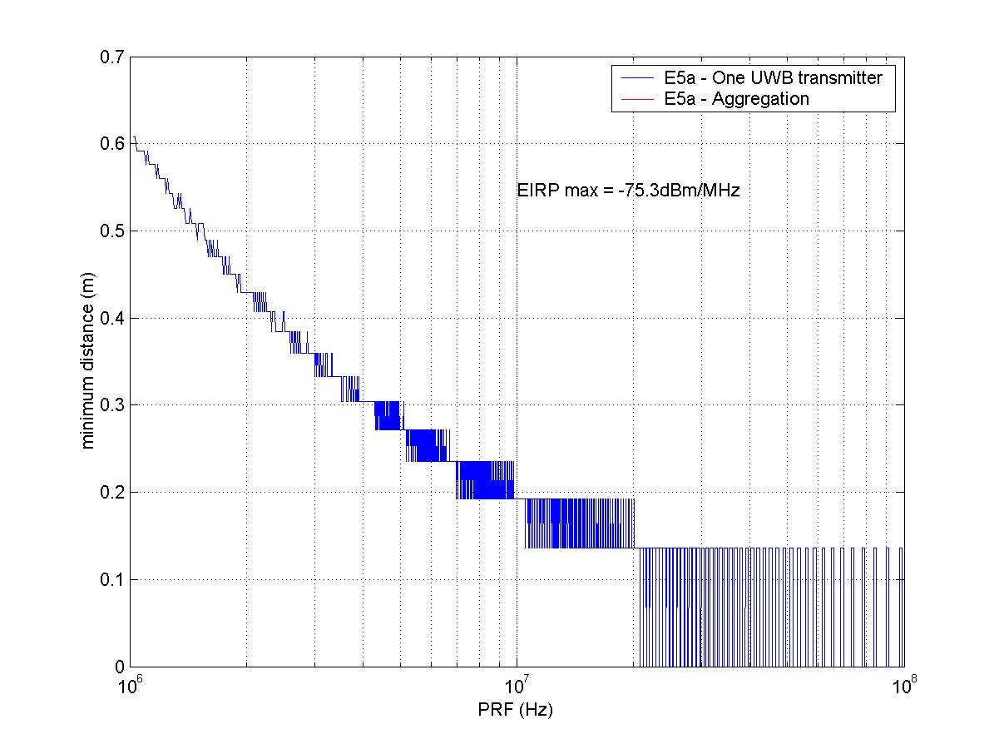 0.7
E5a - One UWB transmitter
E5a - Aggregation
0.6
EIRP max = -75.3dBm/MHz
0.5
0.4
minimum distance (m)
0.3
0.2
0.1
0
10^6
10^7
10^8
PRF (Hz)